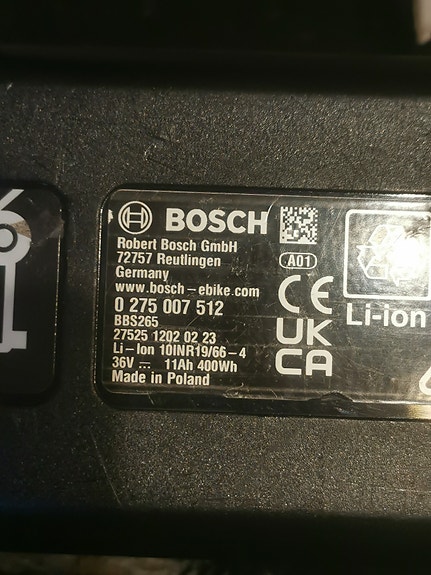 BOSCH
Robert Bosch GmbH
72757 Reutlingen
Germany
www.bosch-ebike.com
0 275 007 512
BBS265
27525 1202 02 23
Li-Ion 10INR19/66-4
36V ⎓ 11Ah 400Wh
Made in Poland
A01
CE
UK
CA
Li-ion